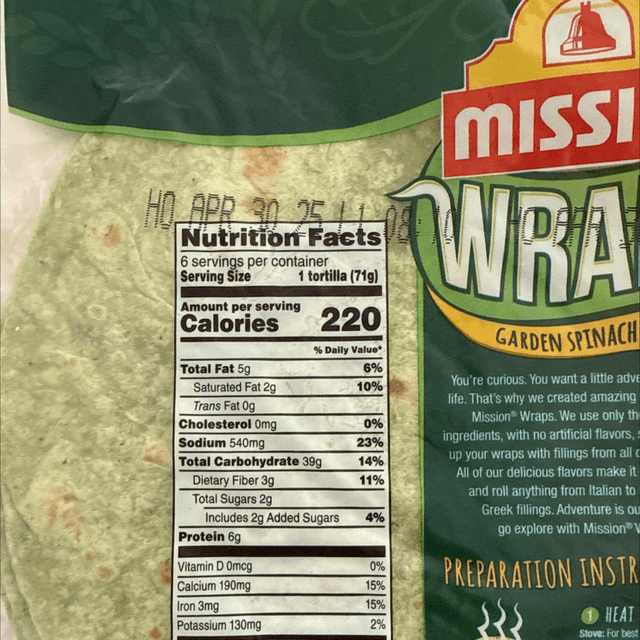 MISSI
WRA
GARDEN SPINACH
HO APR 30 25 11 08:
Nutrition Facts
6 servings per container
Serving Size 1 tortilla (71g)
Amount per serving
Calories 220
% Daily Value*
Total Fat 5g 6%
Saturated Fat 2g 10%
Trans Fat 0g
Cholesterol 0mg 0%
Sodium 540mg 23%
Total Carbohydrate 39g 14%
Dietary Fiber 3g 11%
Total Sugars 2g
Includes 2g Added Sugars 4%
Protein 6g
Vitamin D 0mcg 0%
Calcium 190mg 15%
Iron 3mg 15%
Potassium 130mg 2%
You're curious. You want a little adve
life. That's why we created amazing
Mission® Wraps. We use only th
ingredients, with no artificial flavors,
up your wraps with fillings from all
All of our delicious flavors make it
and roll anything from Italian to
Greek fillings. Adventure is ou
go explore with Mission®
PREPARATION INSTR
1 HEAT
Stove: For best